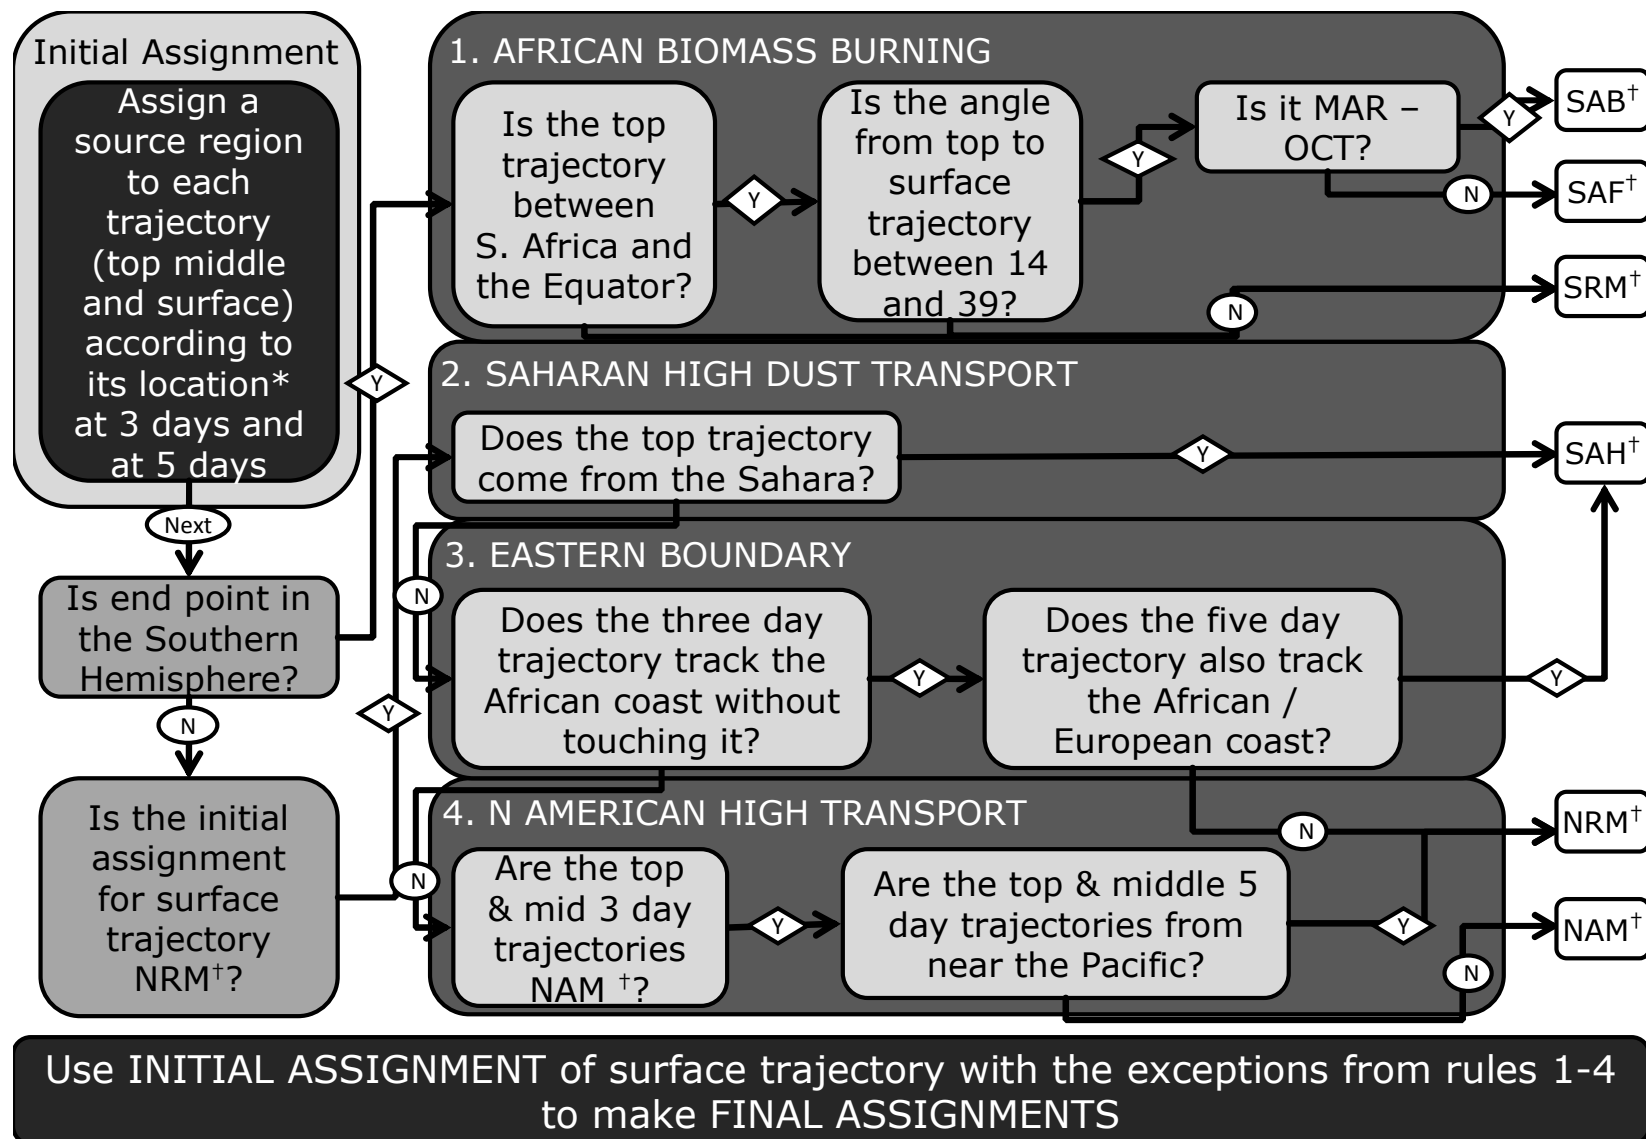 Initial Assignment
Assign a
source region
to each
trajectory
(top middle
and surface)
according to
its location*
at 3 days and
at 5 days
Next
Is end point in
the Southern
Hemisphere?
Y
N
Is the initial
assignment
for surface
trajectory
NRM†?
Y
1. AFRICAN BIOMASS BURNING
Is the top
trajectory
between
S. Africa and
the Equator?
Y
Is the angle
from top to
surface
trajectory
between 14
and 39?
Y
Is it MAR –
OCT?
Y
N
N
SAB†
SAF†
SRM†
2. SAHARAN HIGH DUST TRANSPORT
Does the top trajectory
come from the Sahara?
Y
SAH†
N
3. EASTERN BOUNDARY
Does the three day
trajectory track the
African coast without
touching it?
Y
Does the five day
trajectory also track
the African /
European coast?
Y
N
N
4. N AMERICAN HIGH TRANSPORT
Are the top
& mid 3 day
trajectories
NAM †?
Y
Are the top & middle 5
day trajectories from
near the Pacific?
Y
N
NRM†
NAM†
Use INITIAL ASSIGNMENT of surface trajectory with the exceptions from rules 1-4
to make FINAL ASSIGNMENTS